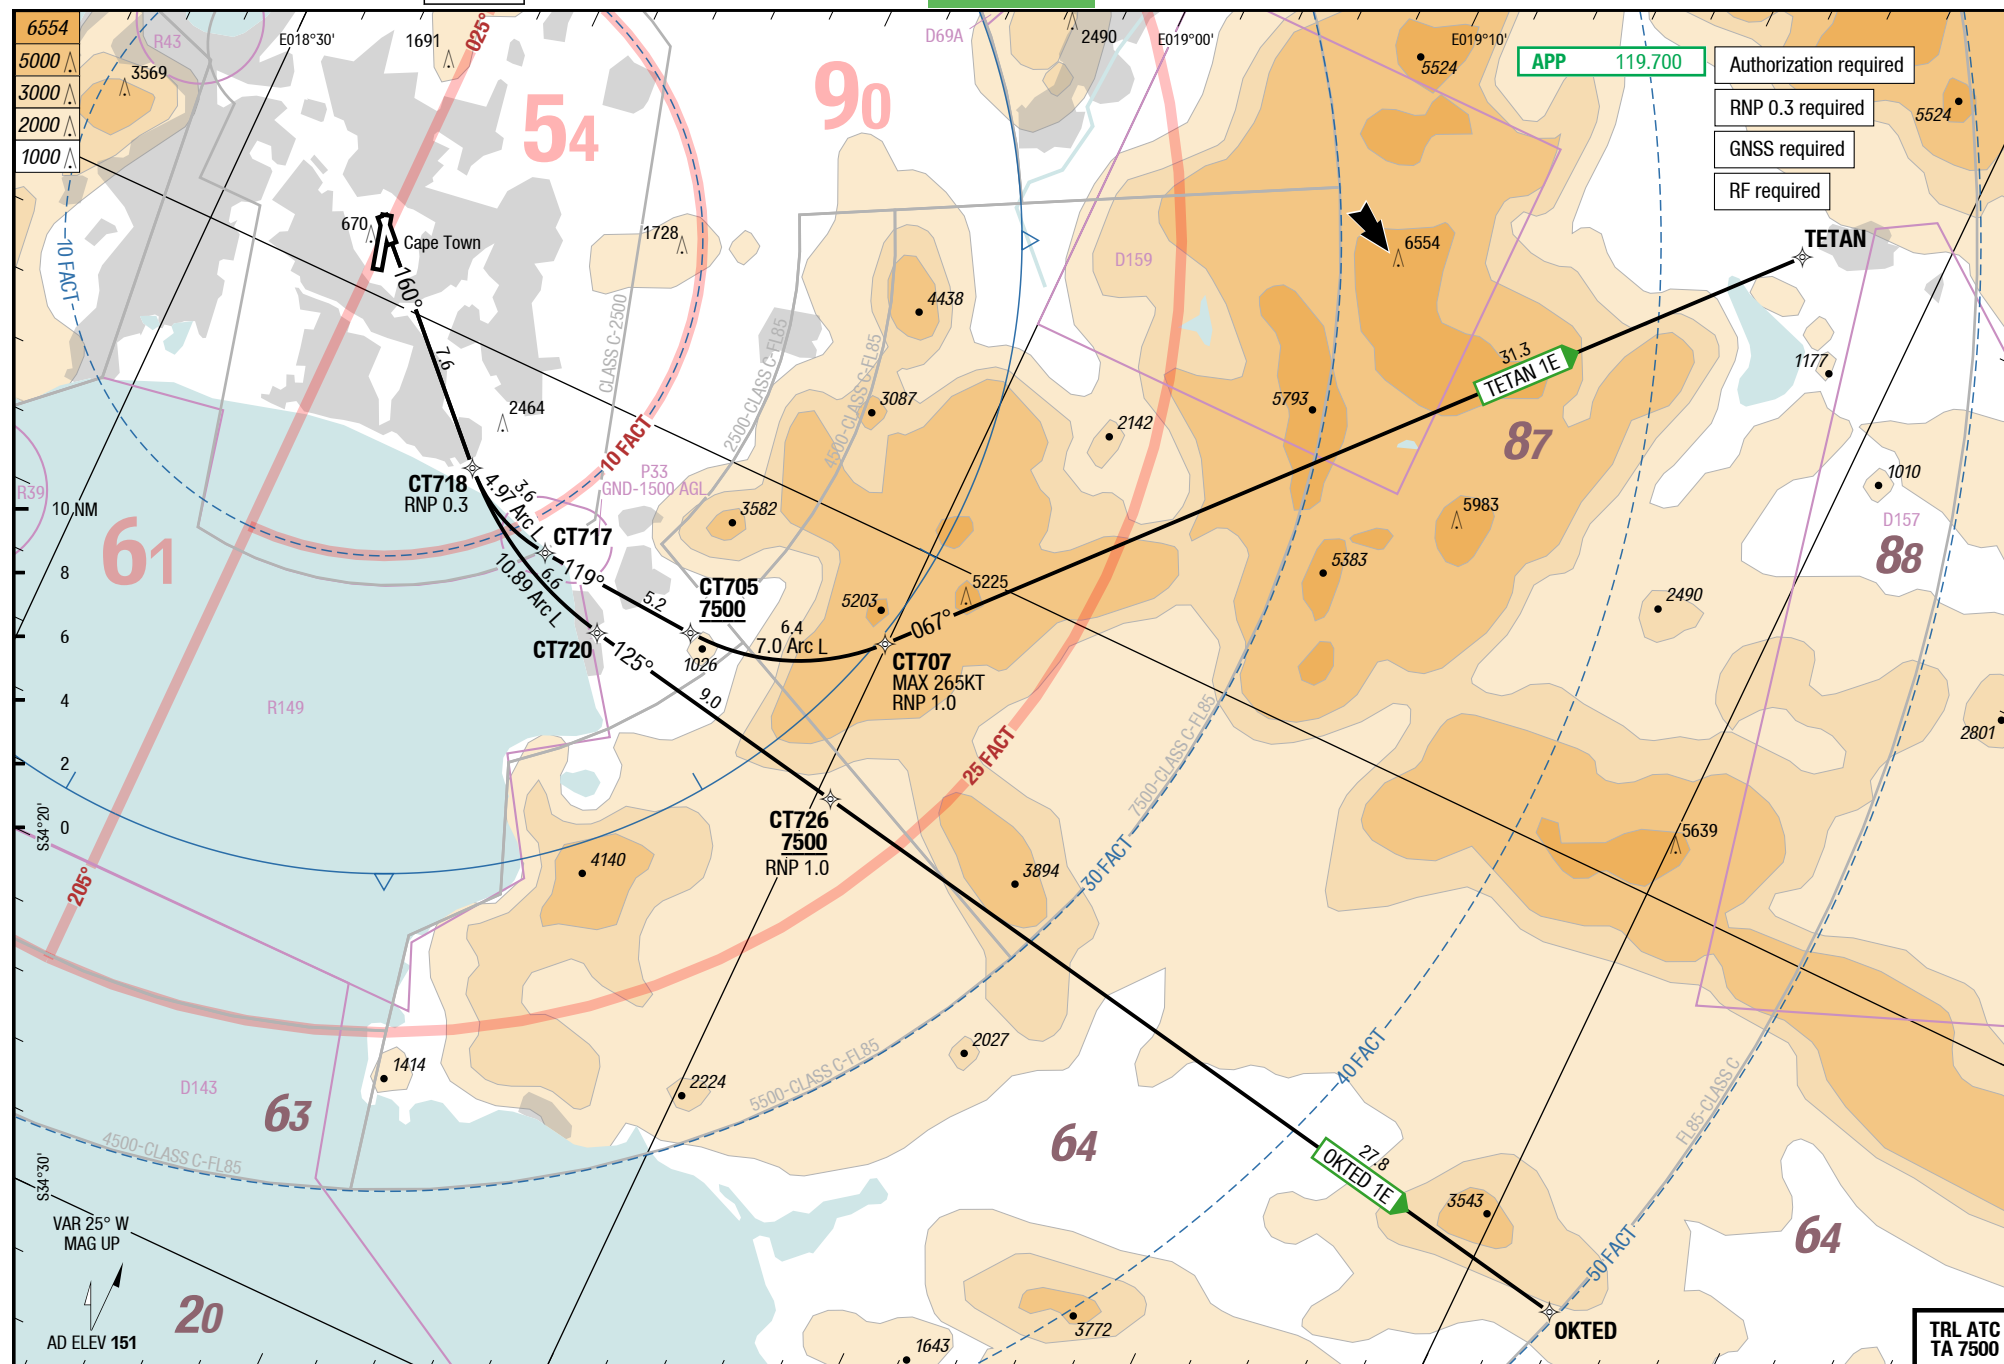 6554
5000
3000
2000
1000
3569
R43
E018°30'
1691
025°
54
90
D69A
2490
E019°00'
E019°10'
5524
APP 119.700
Authorization required
RNP 0.3 required
GNSS required
RF required
5524
670
Cape Town
160°
7.6
10 FACT
1728
CLASS C-2500
2500-CLASS C-FL85
4500-CLASS C-FL85
4438
3087
D159
6554
TETAN
31.3
TETAN 1E
5793
2142
87
1177
1010
D157
88
2464
10 FACT
P33
GND-1500 AGL
R39
10 NM
8
6
4
2
0
61
CT718
RNP 0.3
3.6
4.97 Arc L
CT717
119°
6.6
10.89 Arc L
5.2
CT705
7500
3582
CT720
125°
1026
6.4
7.0 Arc L
5203
5225
067°
CT707
MAX 265KT
RNP 1.0
5983
5383
2490
2801
R149
9.0
25 FACT
7500-CLASS C-FL85
CT726
7500
RNP 1.0
S34°20'
205°
4140
3894
30 FACT
5639
1414
2224
2027
D143
63
4500-CLASS C-FL85
5500-CLASS C-FL85
64
40 FACT
FL85-CLASS C
27.8
OKTED 1E
3543
64
50 FACT
OKTED
S34°30'
VAR 25° W
MAG UP
AD ELEV 151
20
1643
3772
TRL ATC
TA 7500